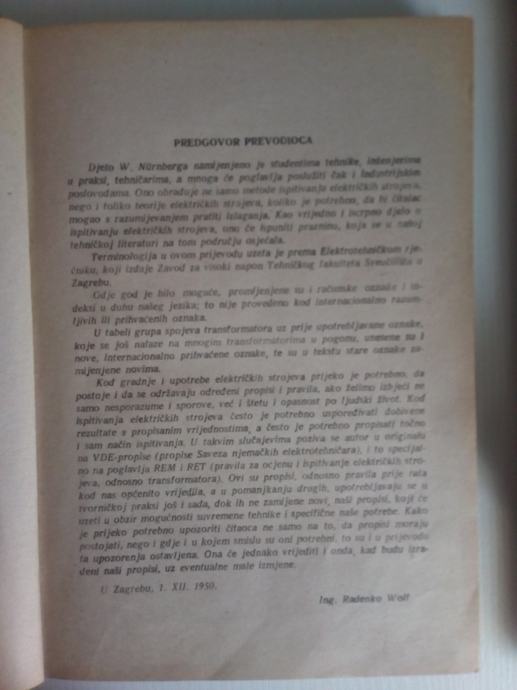 PREDGOVOR PREVODIOCA
Djelo W. Nürnberga namijenjeno je studentima tehnike, inženjerima
u praksi, tehničarima, a mnoga će poglavlja poslužiti čak i industrijskim
poslovođama. Ono obrađuje ne samo metode ispitivanja električkih strojeva,
nego i toliko teorije električkih strojeva, koliko je potrebno, da bi čitalac
mogao s razumijevanjem pratiti izlaganja. Kao vrijedno i iscrpno djelo o
ispitivanju električkih strojeva, ono će ispuniti prazninu, koja se u našoj
tehničkoj literaturi na tom području osjećala.
Terminologija u ovom prijevodu uzeta je prema Elektrotehničkom rje-
čniku, koji izdaje Zavod za visoki napon Tehničkog fakulteta Sveučilišta u
Zagrebu.
Gdje god je bilo moguće, promijenjene su i računske oznake i in-
deksi u duhu našeg jezika; to nije provedeno kod internacionalno razum-
ljivih ili prihvaćenih oznaka.
U tabeli grupa spojeva transformatora uz prije upotrebljavane oznake,
koje se još nalaze na mnogim transformatorima u pogonu, unesene su i
nove, internacionalno prihvaćene oznake, te su u tekstu stare oznake za-
mijenjene novima.
Kod gradnje i upotrebe električkih strojeva prijeko je potrebno, da
postoje i da se održavaju određeni propisi i pravila, ako želimo izbjeći ne
samo nesporazume i sporove, već i štetu i opasnost po ljudski život. Kod
ispitivanja električkih strojeva često je potrebno uspoređivati dobivene
rezultate s propisanim vrijednostima, a često je potrebno propisati točno
i sam način ispitivanja. U takvim slučajevima poziva se autor u originalu
na VDE-propise (propise Saveza njemačkih elektrotehničara), i to specijal-
no na poglavlja REM i RET (pravila za ocjenu i ispitivanje električkih stro-
jeva, odnosno transformatora). Ovi su propisi, odnosno pravila prije rata
kod nas općenito vrijedila, a u pomanjkanju drugih, upotrebljavaju se u
tvorničkoj praksi još i sada, dok ih ne zamijene novi, naši propisi, koji će
uzeti u obzir mogućnosti suvremene tehnike i specifične naše potrebe. Kako
je prijeko potrebno upozoriti čitaoca ne samo na to, da propisi moraju
postojati, nego i gdje i u kojem smislu su oni potrebni, to su i u prijevodu
ta upozorenja ostavljena. Ona će jednako vrijediti i onda, kad budu izra-
đeni naši propisi, uz eventualne male izmjene.
U Zagrebu, 1. XII. 1950.
Ing. Radenko Wolf